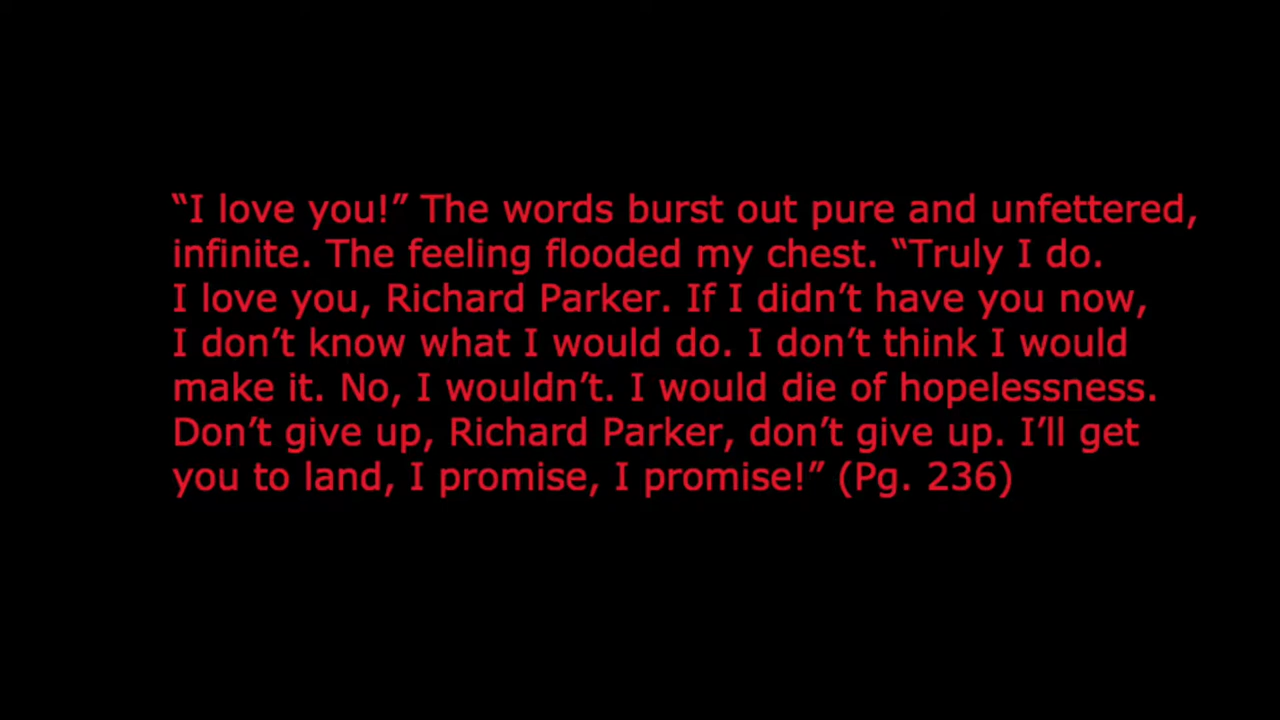 “I love you!” The words burst out pure and unfettered,
infinite. The feeling flooded my chest. “Truly I do.
I love you, Richard Parker. If I didn’t have you now,
I don’t know what I would do. I don’t think I would
make it. No, I wouldn’t. I would die of hopelessness.
Don’t give up, Richard Parker, don’t give up. I’ll get
you to land, I promise, I promise!” (Pg. 236)